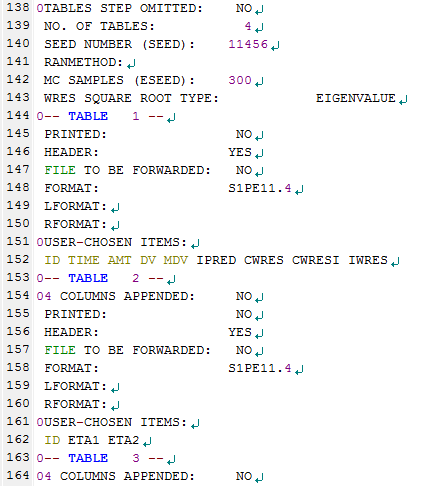 138 0TABLES STEP OMITTED:    NO
139  NO. OF TABLES:           4
140  SEED NUMBER (SEED):    11456
141  RANMETHOD:
142  MC SAMPLES (ESEED):    300
143  WRES SQUARE ROOT TYPE:            EIGENVALUE
144 0-- TABLE   1 --
145  PRINTED:                NO
146  HEADER:                YES
147  FILE TO BE FORWARDED:   NO
148  FORMAT:                S1PE11.4
149  LFORMAT:
150  RFORMAT:
151 0USER-CHOSEN ITEMS:
152  ID TIME AMT DV MDV IPRED CWRES CWRESI IWRES
153 0-- TABLE   2 --
154 04 COLUMNS APPENDED:     NO
155  PRINTED:                NO
156  HEADER:                YES
157  FILE TO BE FORWARDED:   NO
158  FORMAT:                S1PE11.4
159  LFORMAT:
160  RFORMAT:
161 0USER-CHOSEN ITEMS:
162  ID ETA1 ETA2
163 0-- TABLE   3 --
164 04 COLUMNS APPENDED:     NO